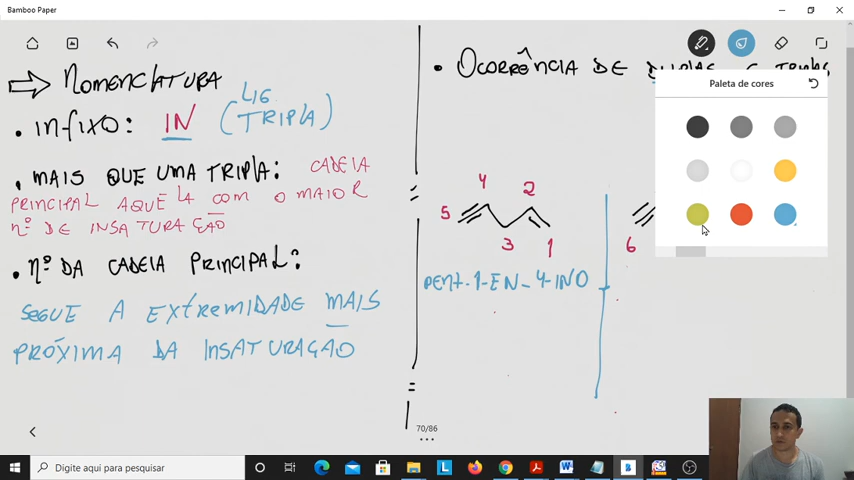 Bamboo Paper
Nomenclatura
• infixo: IN (LIG. TRIPLA)
• MAIS QUE UMA TRIPLA: CADEIA
PRINCIPAL AQUELA COM O MAIOR
nº DE INSATURAÇÃO
• nº DA CADEIA PRINCIPAL:
SEGUE A EXTREMIDADE MAIS
PRÓXIMA DA INSATURAÇÃO
=
=
• OCORRÊNCIA DE DUPLAS E TRIPLAS
Paleta de cores
4 2
5
3 1
6
PENT-1-EN-4-INO
70/86
Digite aqui para pesquisar